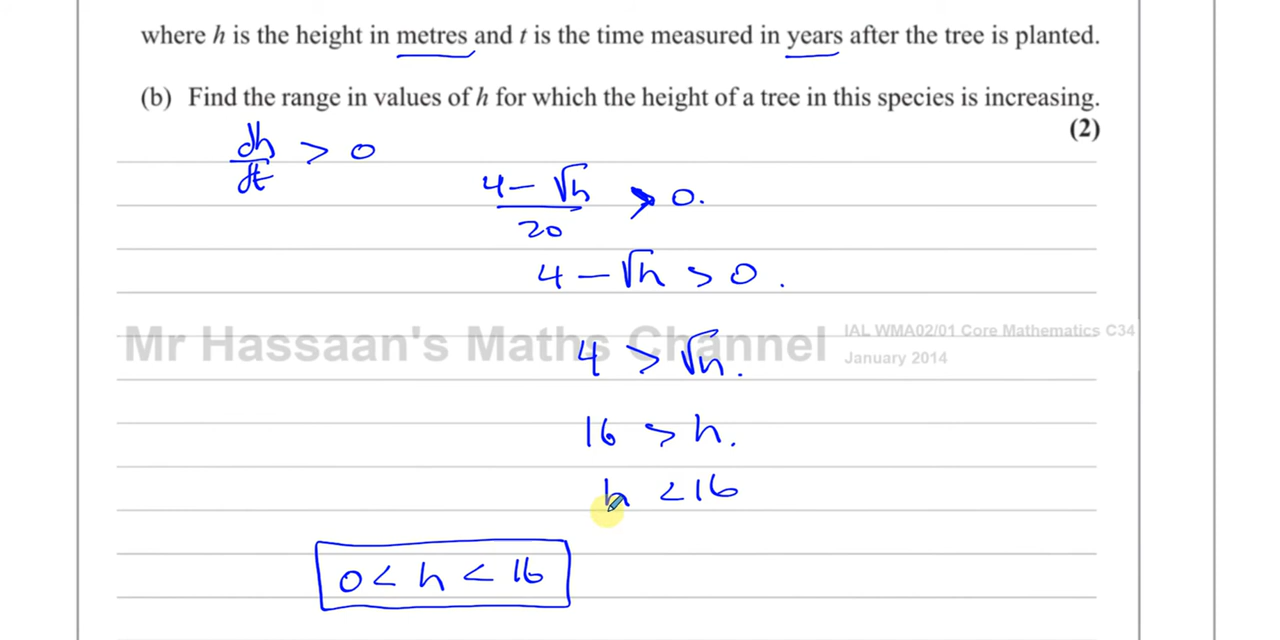 where h is the height in metres and t is the time measured in years after the tree is planted.
(b) Find the range in values of h for which the height of a tree in this species is increasing.
(2)
dh/dt > 0
4 - √h / 20 > 0.
4 - √h > 0.
Mr Hassaan's Maths Channel
IAL WMA02/01 Core Mathematics C34
January 2014
4 > √h.
16 > h.
h < 16
0 < h < 16